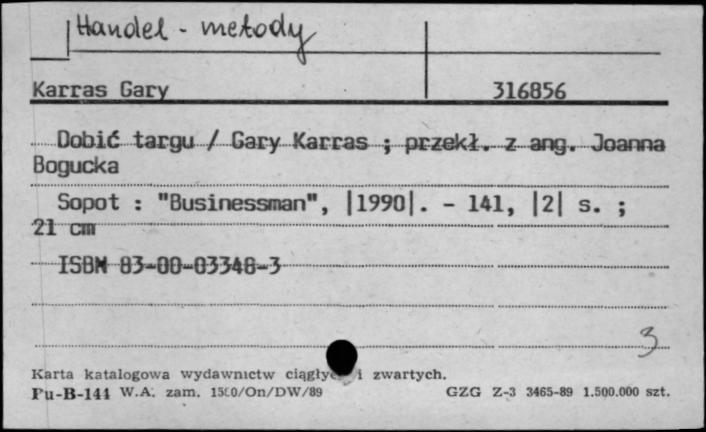 Handel - metody
Karras Gary 316856
Dobić targu / Gary Karras ; przekł. z ang. Joanna
Bogucka
Sopot : "Businessman", |1990|. - 141, |2| s. ;
21 cm
ISBN 83-00-03348-3
3
Karta katalogowa wydawnictw ciągłych i zwartych.
Pu-B-144 W.A. zam. 1500/On/DW/89 GZG Z-3 3465-89 1.500.000 szt.